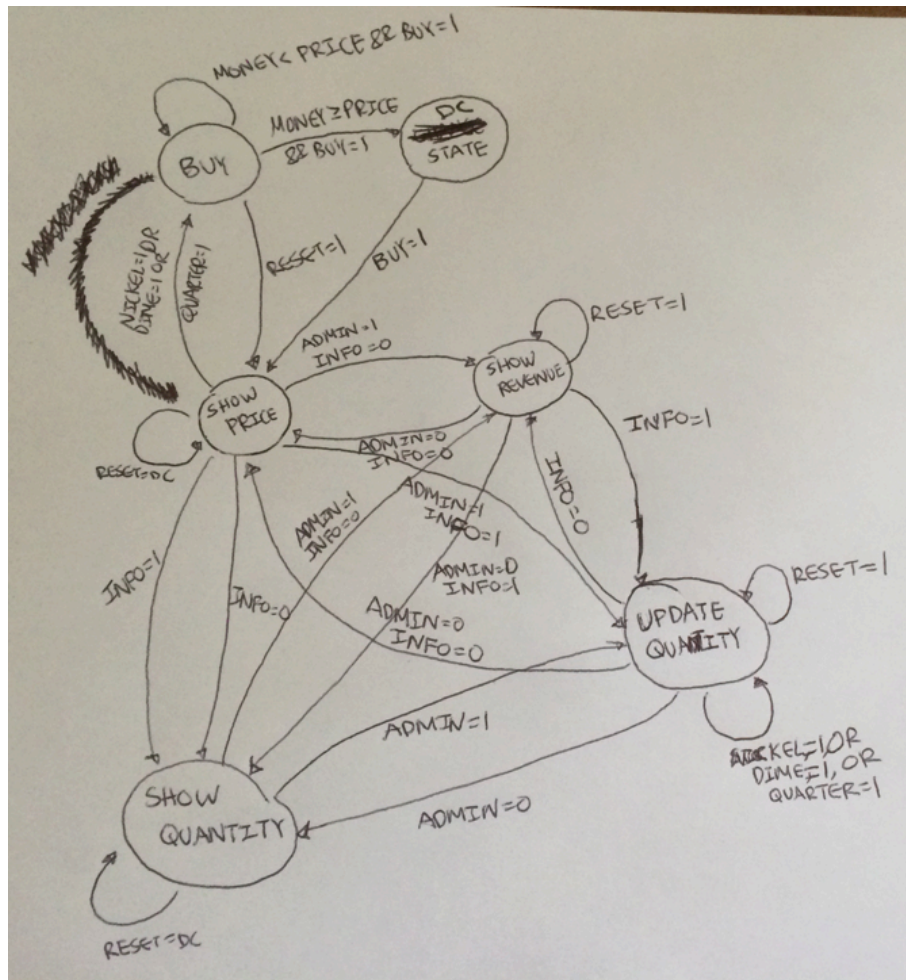 MONEY < PRICE && BUY=1
MONEY ≥ PRICE
&& BUY=1
DC
STATE
BUY
NICKEL=1 OR
DIME=1 OR
QUARTER=1
RESET=1
BUY=1
ADMIN=1
INFO=0
SHOW
REVENUE
RESET=1
SHOW
PRICE
ADMIN=0
INFO=0
INFO=1
RESET=DC
ADMIN=1
INFO=1
INFO=0
ADMIN=1
INFO=0
INFO=1
INFO=0
ADMIN=0
INFO=1
ADMIN=0
INFO=0
RESET=1
UPDATE
QUANTITY
ADMIN=1
NICKEL=1, OR
DIME=1, OR
QUARTER=1
SHOW
QUANTITY
ADMIN=0
RESET=DC